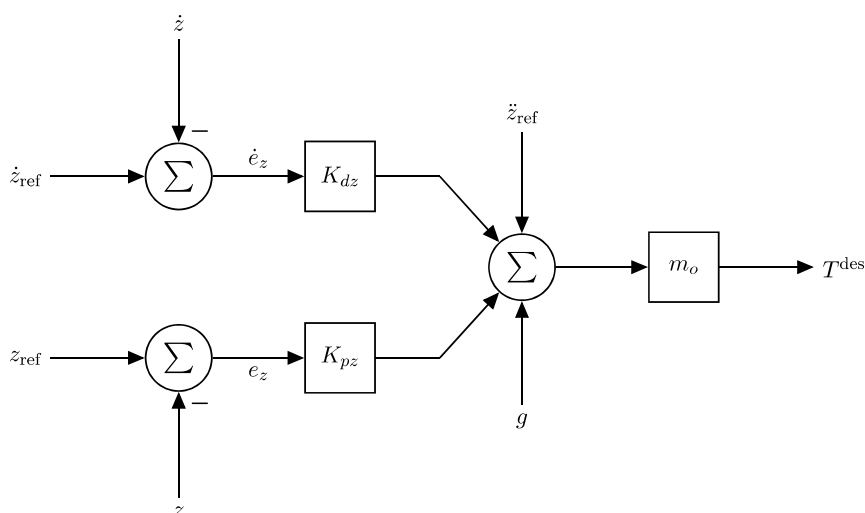 ż
−
ż_ref
∑
ė_z
K_dz
z̈_ref
∑
m_o
T^des
z_ref
∑
e_z
K_pz
−
g
z